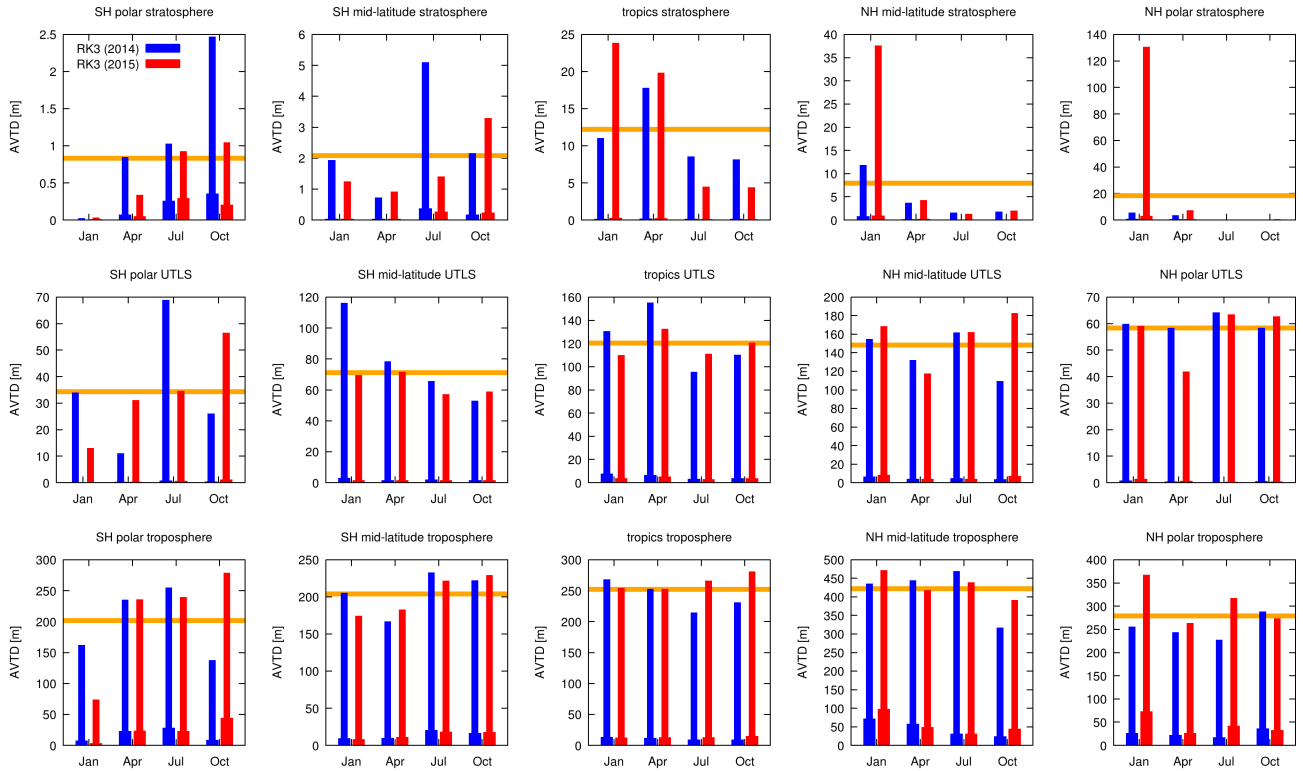 SH polar stratosphere
AVTD [m]
2.5
2
1.5
1
0.5
0
RK3 (2014)
RK3 (2015)
Jan Apr Jul Oct
SH mid-latitude stratosphere
AVTD [m]
6
5
4
3
2
1
0
Jan Apr Jul Oct
tropics stratosphere
AVTD [m]
25
20
15
10
5
0
Jan Apr Jul Oct
NH mid-latitude stratosphere
AVTD [m]
40
35
30
25
20
15
10
5
0
Jan Apr Jul Oct
NH polar stratosphere
AVTD [m]
140
120
100
80
60
40
20
0
Jan Apr Jul Oct
SH polar UTLS
AVTD [m]
70
60
50
40
30
20
10
0
Jan Apr Jul Oct
SH mid-latitude UTLS
AVTD [m]
120
100
80
60
40
20
0
Jan Apr Jul Oct
tropics UTLS
AVTD [m]
160
140
120
100
80
60
40
20
0
Jan Apr Jul Oct
NH mid-latitude UTLS
AVTD [m]
200
180
160
140
120
100
80
60
40
20
0
Jan Apr Jul Oct
NH polar UTLS
AVTD [m]
70
60
50
40
30
20
10
0
Jan Apr Jul Oct
SH polar troposphere
AVTD [m]
300
250
200
150
100
50
0
Jan Apr Jul Oct
SH mid-latitude troposphere
AVTD [m]
250
200
150
100
50
0
Jan Apr Jul Oct
tropics troposphere
AVTD [m]
300
250
200
150
100
50
0
Jan Apr Jul Oct
NH mid-latitude troposphere
AVTD [m]
500
450
400
350
300
250
200
150
100
50
0
Jan Apr Jul Oct
NH polar troposphere
AVTD [m]
400
350
300
250
200
150
100
50
0
Jan Apr Jul Oct